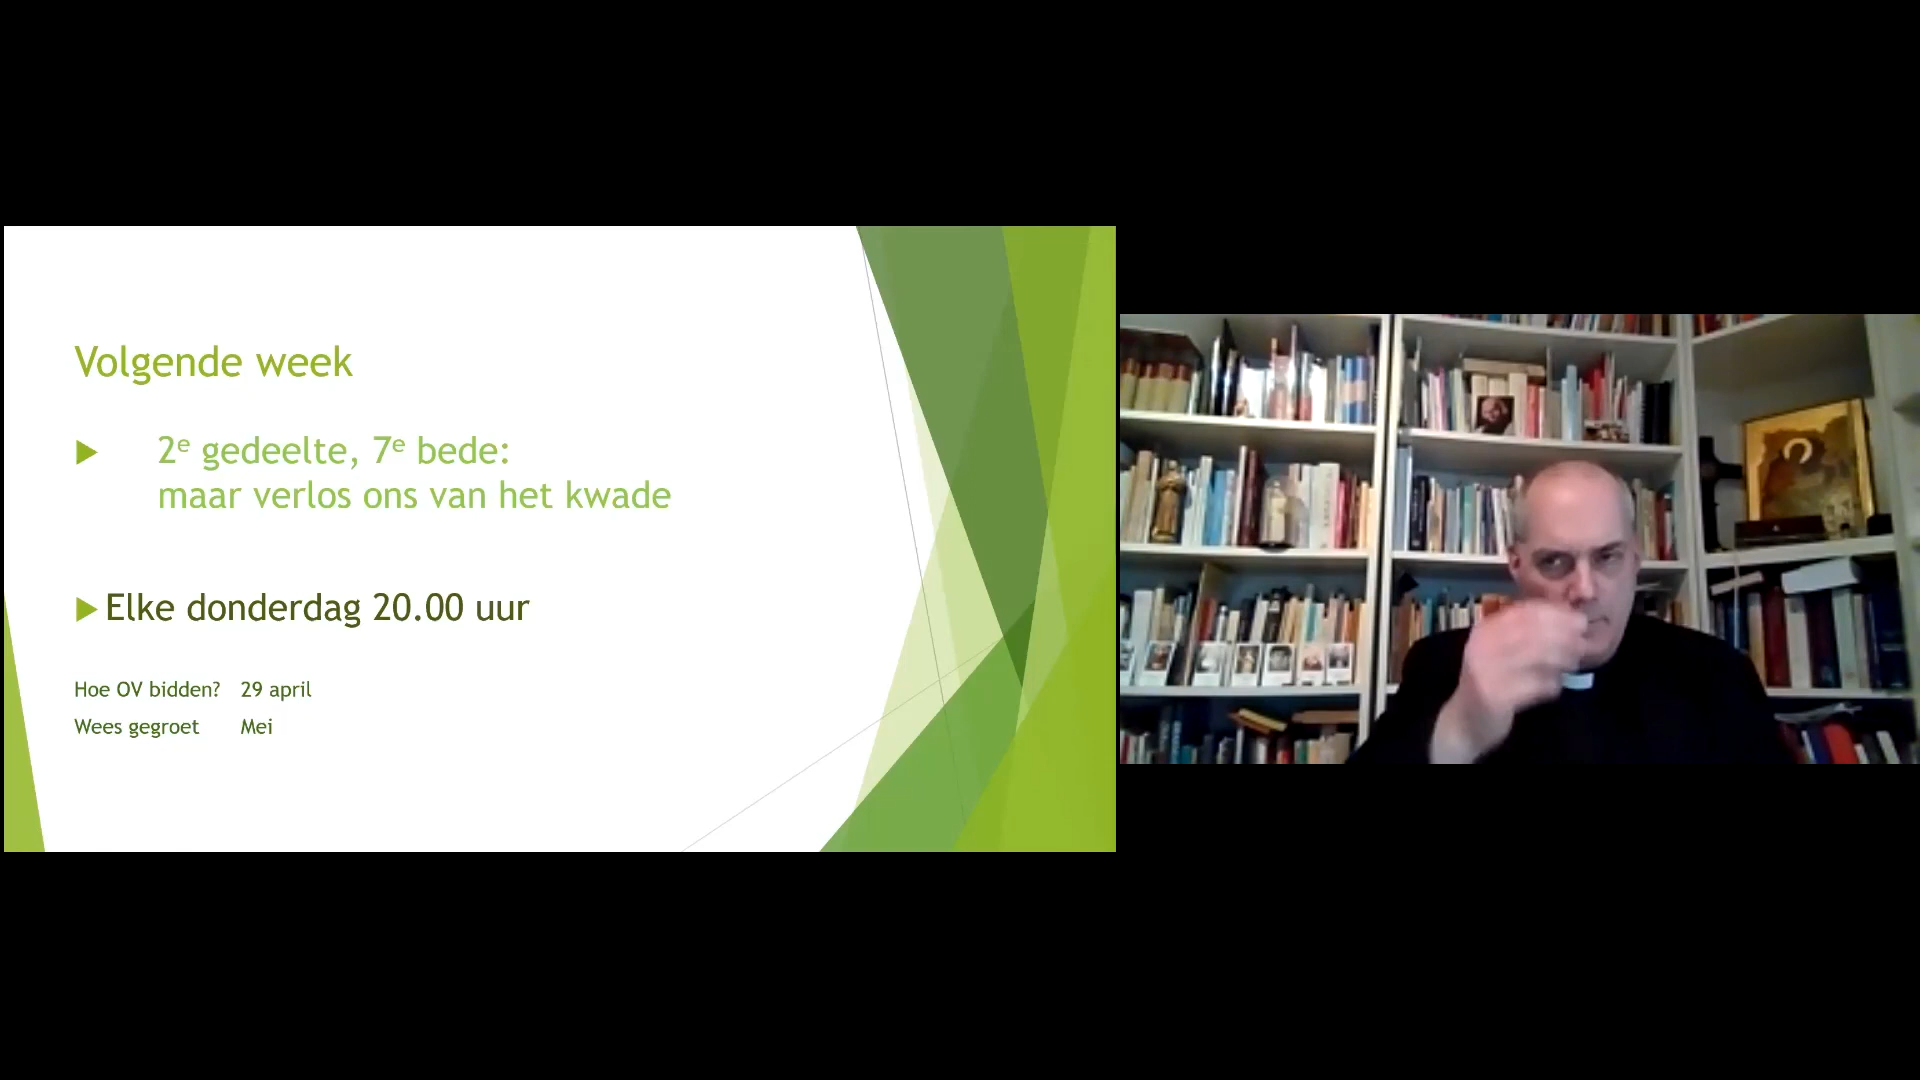 Volgende week
2e gedeelte, 7e bede:
maar verlos ons van het kwade
Elke donderdag 20.00 uur
Hoe OV bidden? 29 april
Wees gegroet Mei